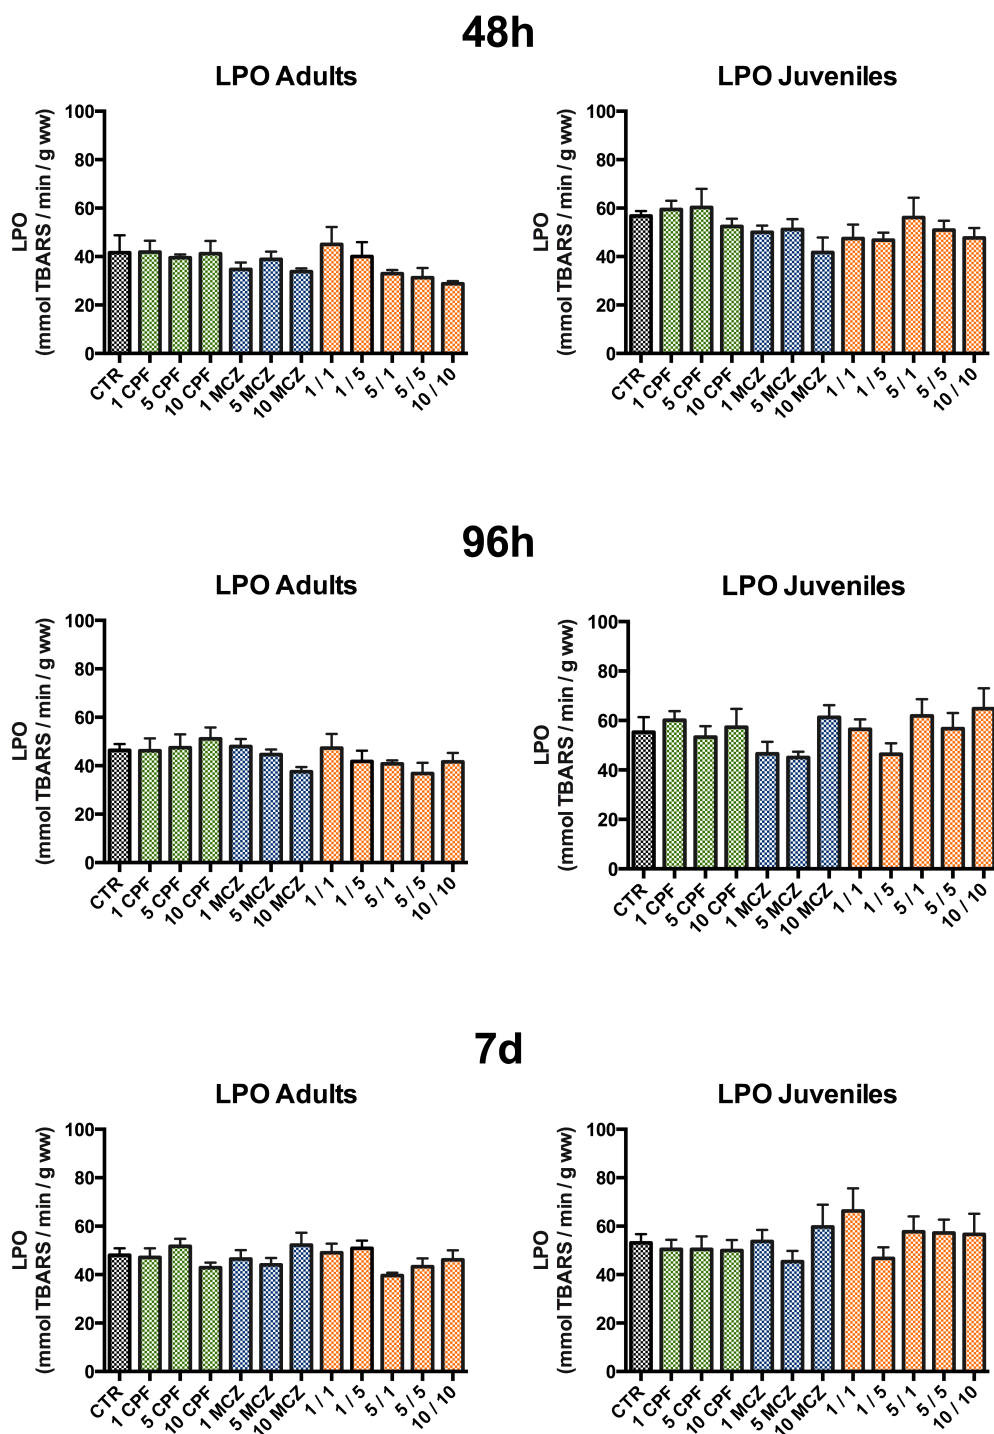 48h
LPO Adults
LPO
(mmol TBARS / min / g ww)
100
80
60
40
20
0
CTR
1 CPF
5 CPF
10 CPF
1 MCZ
5 MCZ
10 MCZ
1 / 1
1 / 5
5 / 1
5 / 5
10 / 10
LPO Juveniles
LPO
(mmol TBARS / min / g ww)
100
80
60
40
20
0
CTR
1 CPF
5 CPF
10 CPF
1 MCZ
5 MCZ
10 MCZ
1 / 1
1 / 5
5 / 1
5 / 5
10 / 10
96h
LPO Adults
LPO
(mmol TBARS / min / g ww)
100
80
60
40
20
0
CTR
1 CPF
5 CPF
10 CPF
1 MCZ
5 MCZ
10 MCZ
1 / 1
1 / 5
5 / 1
5 / 5
10 / 10
LPO Juveniles
LPO
(mmol TBARS / min / g ww)
100
80
60
40
20
0
CTR
1 CPF
5 CPF
10 CPF
1 MCZ
5 MCZ
10 MCZ
1 / 1
1 / 5
5 / 1
5 / 5
10 / 10
7d
LPO Adults
LPO
(mmol TBARS / min / g ww)
100
80
60
40
20
0
CTR
1 CPF
5 CPF
10 CPF
1 MCZ
5 MCZ
10 MCZ
1 / 1
1 / 5
5 / 1
5 / 5
10 / 10
LPO Juveniles
LPO
(mmol TBARS / min / g ww)
100
80
60
40
20
0
CTR
1 CPF
5 CPF
10 CPF
1 MCZ
5 MCZ
10 MCZ
1 / 1
1 / 5
5 / 1
5 / 5
10 / 10